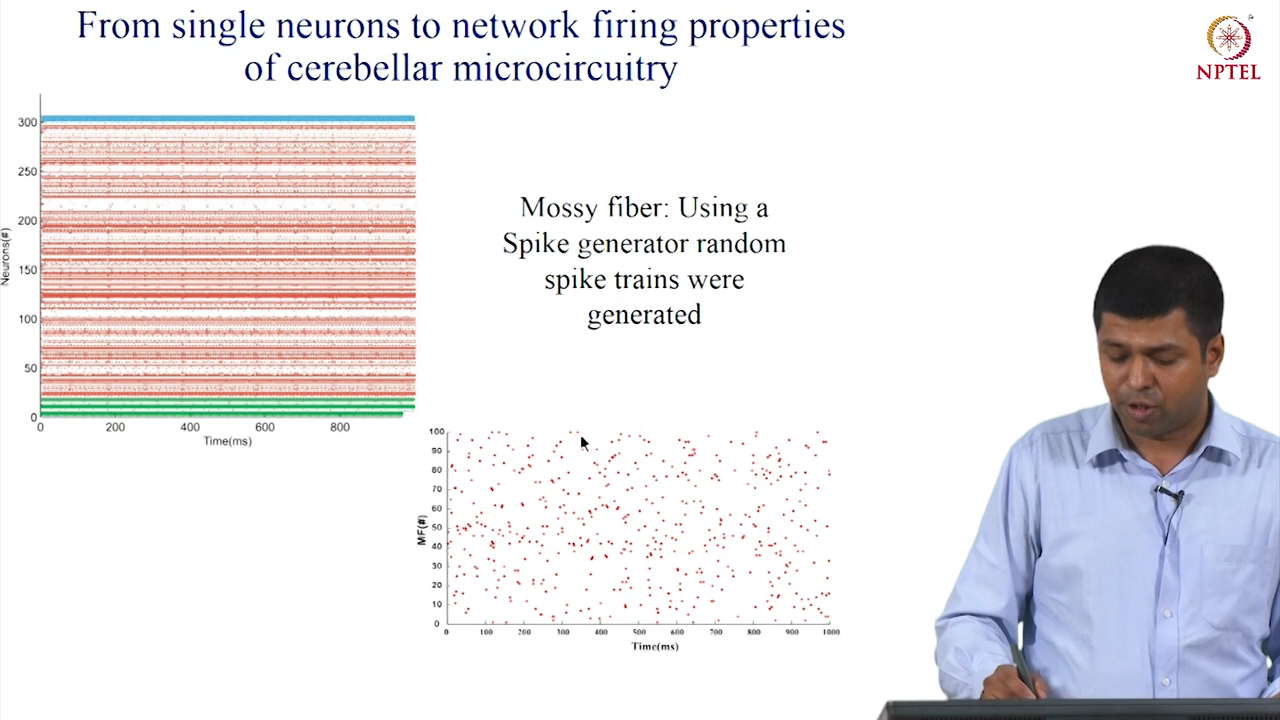 From single neurons to network firing properties
of cerebellar microcircuitry
NPTEL
300
250
200
150
100
50
0
Neurons(#)
0 200 400 600 800
Time(ms)
Mossy fiber: Using a
Spike generator random
spike trains were
generated
100
90
80
70
60
50
40
30
20
10
0
MF(#)
0 100 200 300 400 500 600 700 800 900 1000
Time(ms)